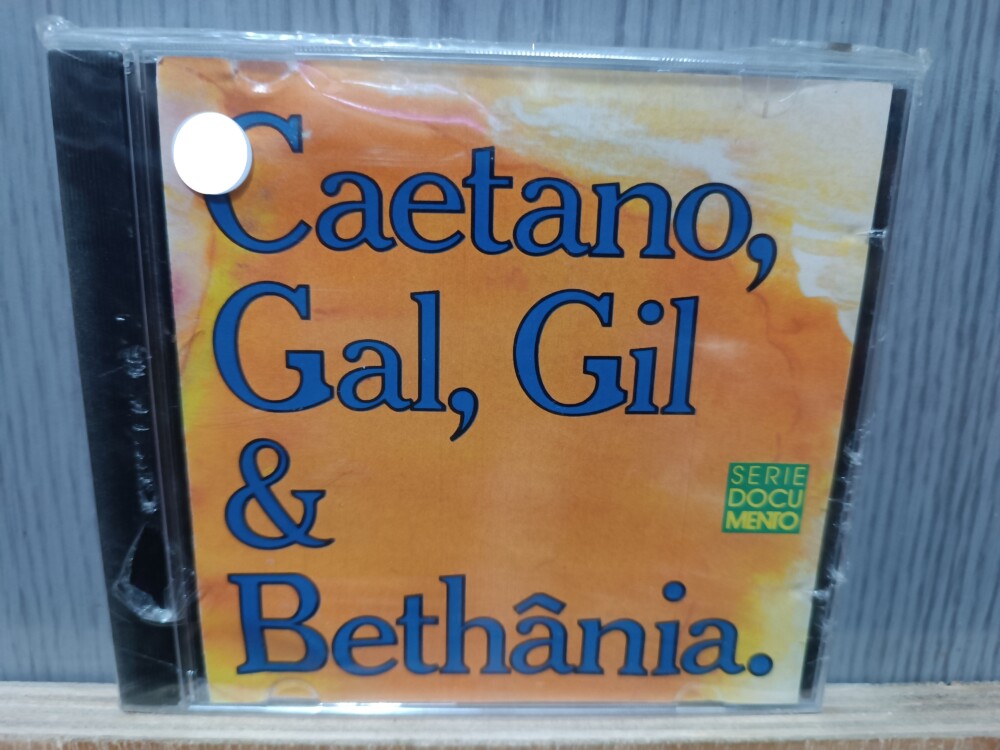 Caetano,
Gal, Gil
&
Bethânia.
SERIE
DOCU
MENTO